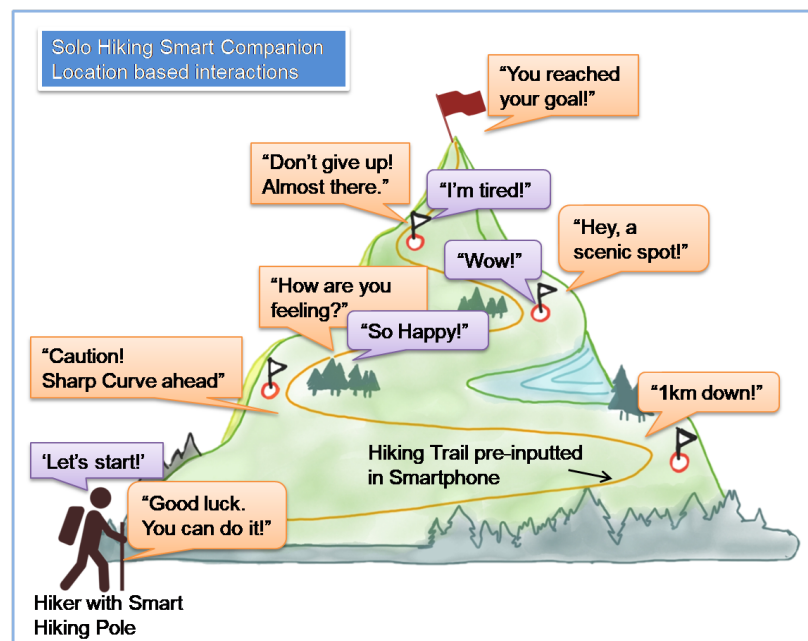 Solo Hiking Smart Companion
Location based interactions
“You reached
your goal!”
“Don’t give up!
Almost there.”
“I’m tired!”
“Hey, a
scenic spot!”
“Wow!”
“How are you
feeling?”
“So Happy!”
“Caution!
Sharp Curve ahead”
“1km down!”
Hiking Trail pre-inputted
in Smartphone
‘Let’s start!’
“Good luck.
You can do it!”
Hiker with Smart
Hiking Pole